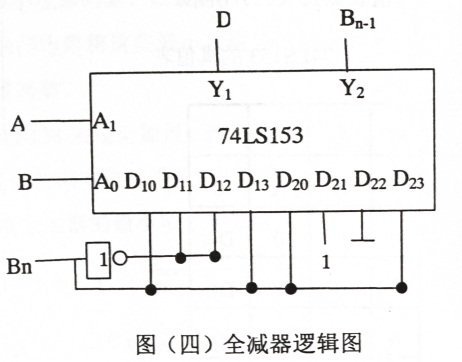 D B_{n-1}
Y₁ Y₂
A A₁
74LS153
B A₀ D₁₀ D₁₁ D₁₂ D₁₃ D₂₀ D₂₁ D₂₂ D₂₃
Bn 1 1
图（四）全减器逻辑图